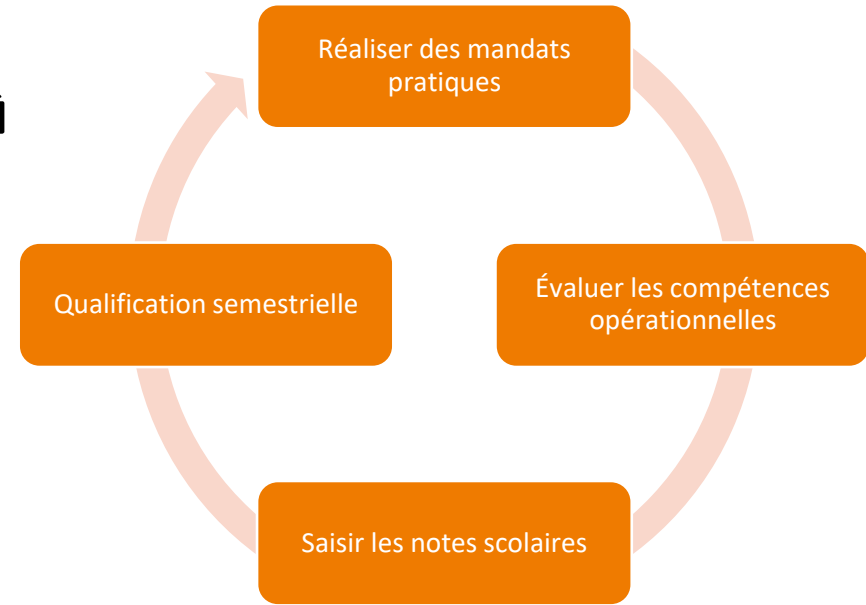 Réaliser des mandats
pratiques
Qualification semestrielle
Évaluer les compétences
opérationnelles
Saisir les notes scolaires